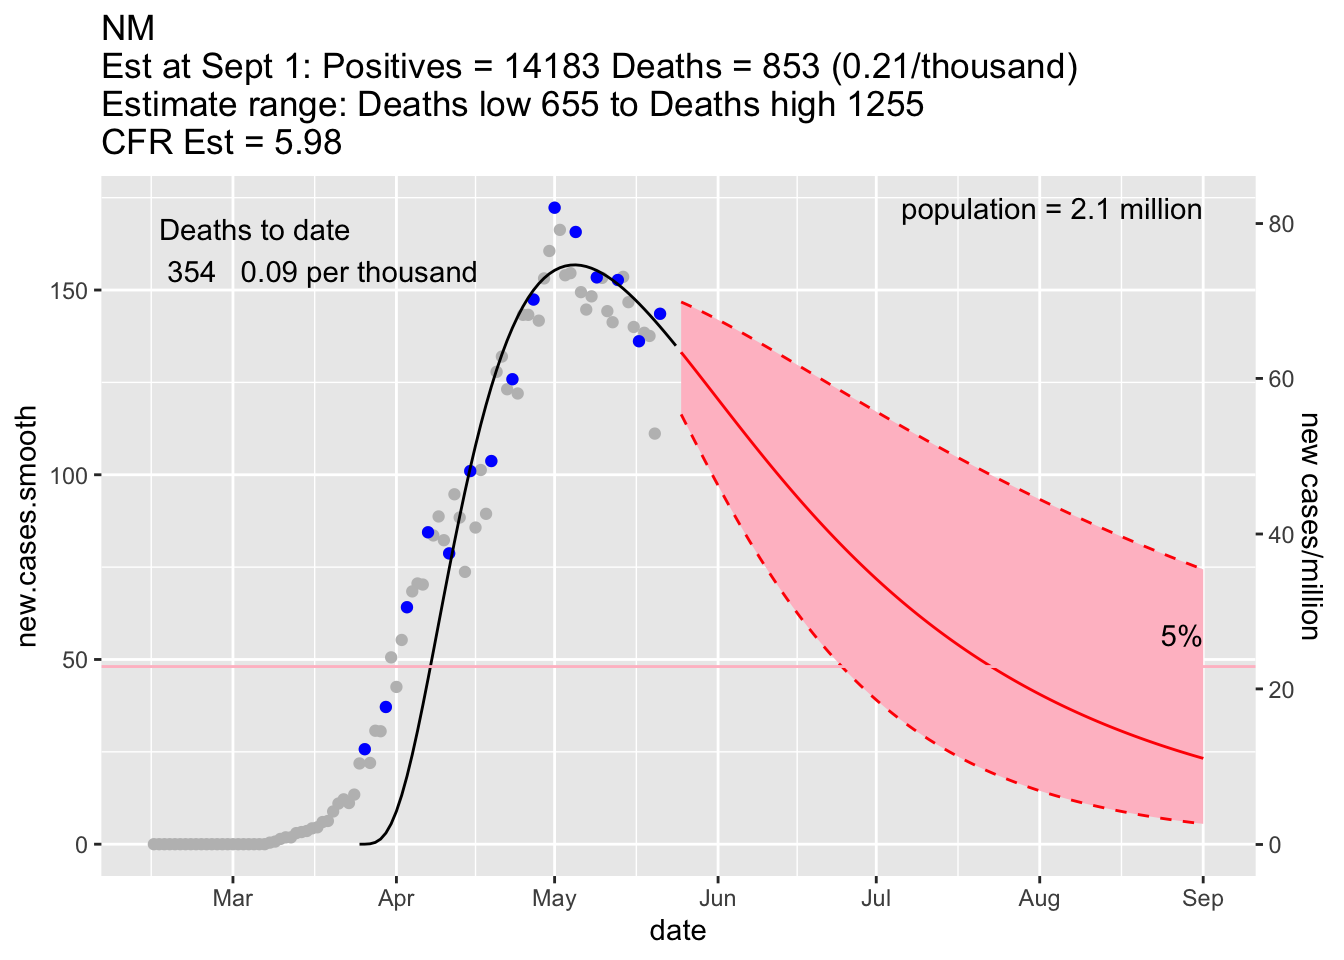 NM
Est at Sept 1: Positives = 14183 Deaths = 853 (0.21/thousand)
Estimate range: Deaths low 655 to Deaths high 1255
CFR Est = 5.98
population = 2.1 million
Deaths to date
354 0.09 per thousand
5%
new.cases.smooth
150
100
50
0
80
60
40
20
0
new cases/million
Mar Apr May Jun Jul Aug Sep
date